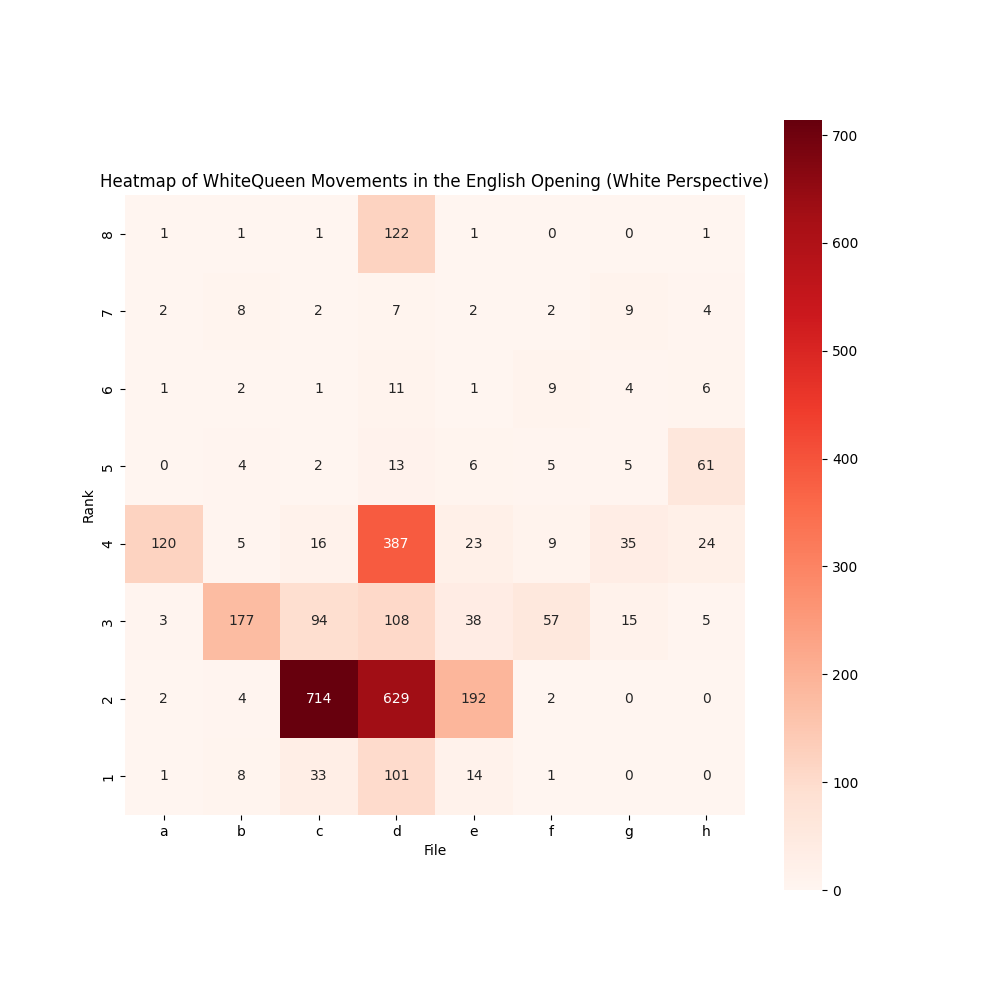 Heatmap of WhiteQueen Movements in the English Opening (White Perspective)
8 1 1 1 122 1 0 0 1
7 2 8 2 7 2 2 9 4
6 1 2 1 11 1 9 4 6
5 0 4 2 13 6 5 5 61
4 120 5 16 387 23 9 35 24
3 3 177 94 108 38 57 15 5
2 2 4 714 629 192 2 0 0
1 1 8 33 101 14 1 0 0
a b c d e f g h
File
Rank
700
600
500
400
300
200
100
0